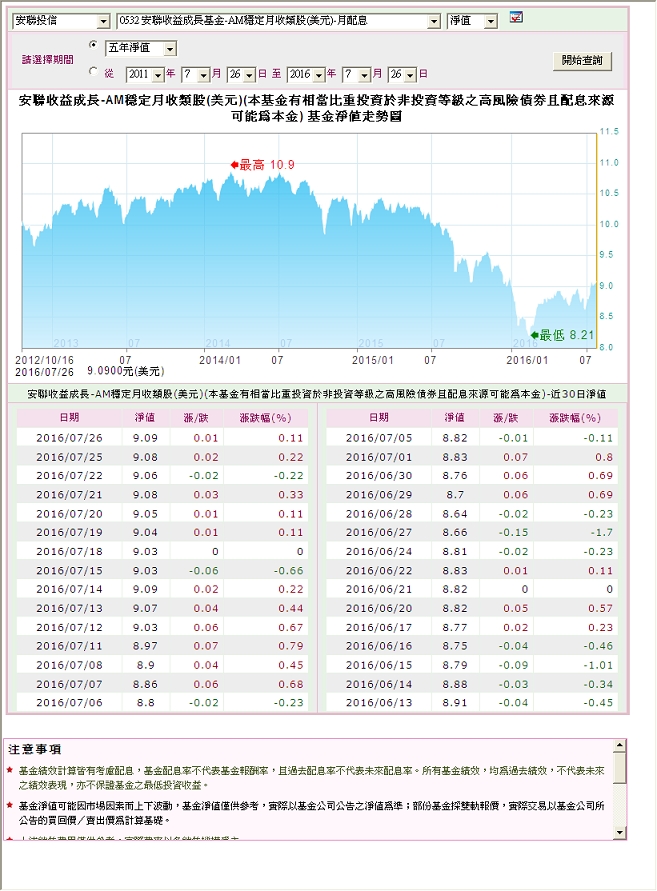 安聯投信 0532 安聯收益成長基金-AM穩定月收類股(美元)-月配息 淨值
請選擇期間
五年淨值
從 2011 年 7 月 26 日 至 2016 年 7 月 26 日
開始查詢
安聯收益成長-AM穩定月收類股(美元)(本基金有相當比重投資於非投資等級之高風險債券且配息來源
可能為本金) 基金淨值走勢圖
11.5
11.0
10.5
10.0
9.5
9.0
8.5
8.0
最高 10.9
最低 8.21
2013 07 2014 07 2015 07 2016
2012/10/16 07 2014/01 07 2015/01 07 2016/01 07
2016/07/26 9.0900元(美元)
安聯收益成長-AM穩定月收類股(美元)(本基金有相當比重投資於非投資等級之高風險債券且配息來源可能為本金)-近30日淨值
日期 淨值 漲/跌 漲跌幅(%) 日期 淨值 漲/跌 漲跌幅(%)
2016/07/26 9.09 0.01 0.11 2016/07/05 8.82 -0.01 -0.11
2016/07/25 9.08 0.02 0.22 2016/07/01 8.83 0.07 0.8
2016/07/22 9.06 -0.02 -0.22 2016/06/30 8.76 0.06 0.69
2016/07/21 9.08 0.03 0.33 2016/06/29 8.7 0.06 0.69
2016/07/20 9.05 0.01 0.11 2016/06/28 8.64 -0.02 -0.23
2016/07/19 9.04 0.01 0.11 2016/06/27 8.66 -0.15 -1.7
2016/07/18 9.03 0 0 2016/06/24 8.81 -0.02 -0.23
2016/07/15 9.03 -0.06 -0.66 2016/06/22 8.83 0.01 0.11
2016/07/14 9.09 0.02 0.22 2016/06/21 8.82 0 0
2016/07/13 9.07 0.04 0.44 2016/06/20 8.82 0.05 0.57
2016/07/12 9.03 0.06 0.67 2016/06/17 8.77 0.02 0.23
2016/07/11 8.97 0.07 0.79 2016/06/16 8.75 -0.04 -0.46
2016/07/08 8.9 0.04 0.45 2016/06/15 8.79 -0.09 -1.01
2016/07/07 8.86 0.06 0.68 2016/06/14 8.88 -0.03 -0.34
2016/07/06 8.8 -0.02 -0.23 2016/06/13 8.91 -0.04 -0.45
注意事項
基金績效計算皆有考慮配息，基金配息率不代表基金報酬率，且過去配息率不代表未來配息率。所有基金績效，均為過去績效，不代表未來
之績效表現，亦不保證基金之最低投資收益。
基金淨值可能因市場因素而上下波動，基金淨值僅供參考，實際以基金公司公告之淨值為準；部份基金採雙軌報價，實際交易以基金公司所
公告的買回價／賣出價為計算基礎。